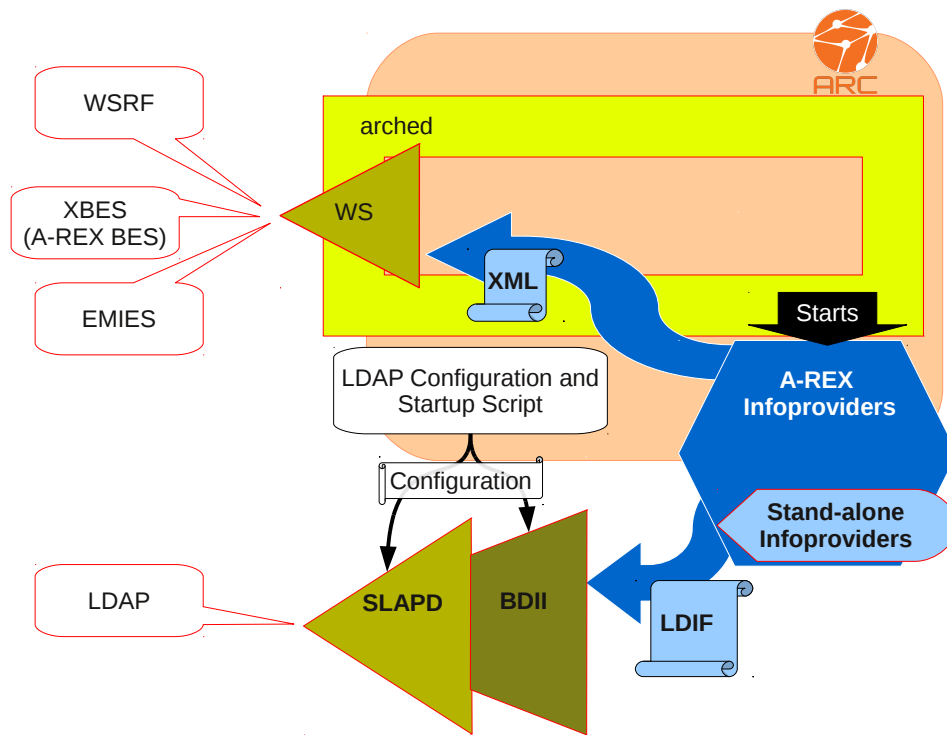 ARC
WSRF
arched
XBES
(A-REX BES)
WS
EMIES
XML
Starts
LDAP Configuration and
Startup Script
A-REX
Infoproviders
Configuration
Stand-alone
Infoproviders
LDAP
SLAPD
BDII
LDIF